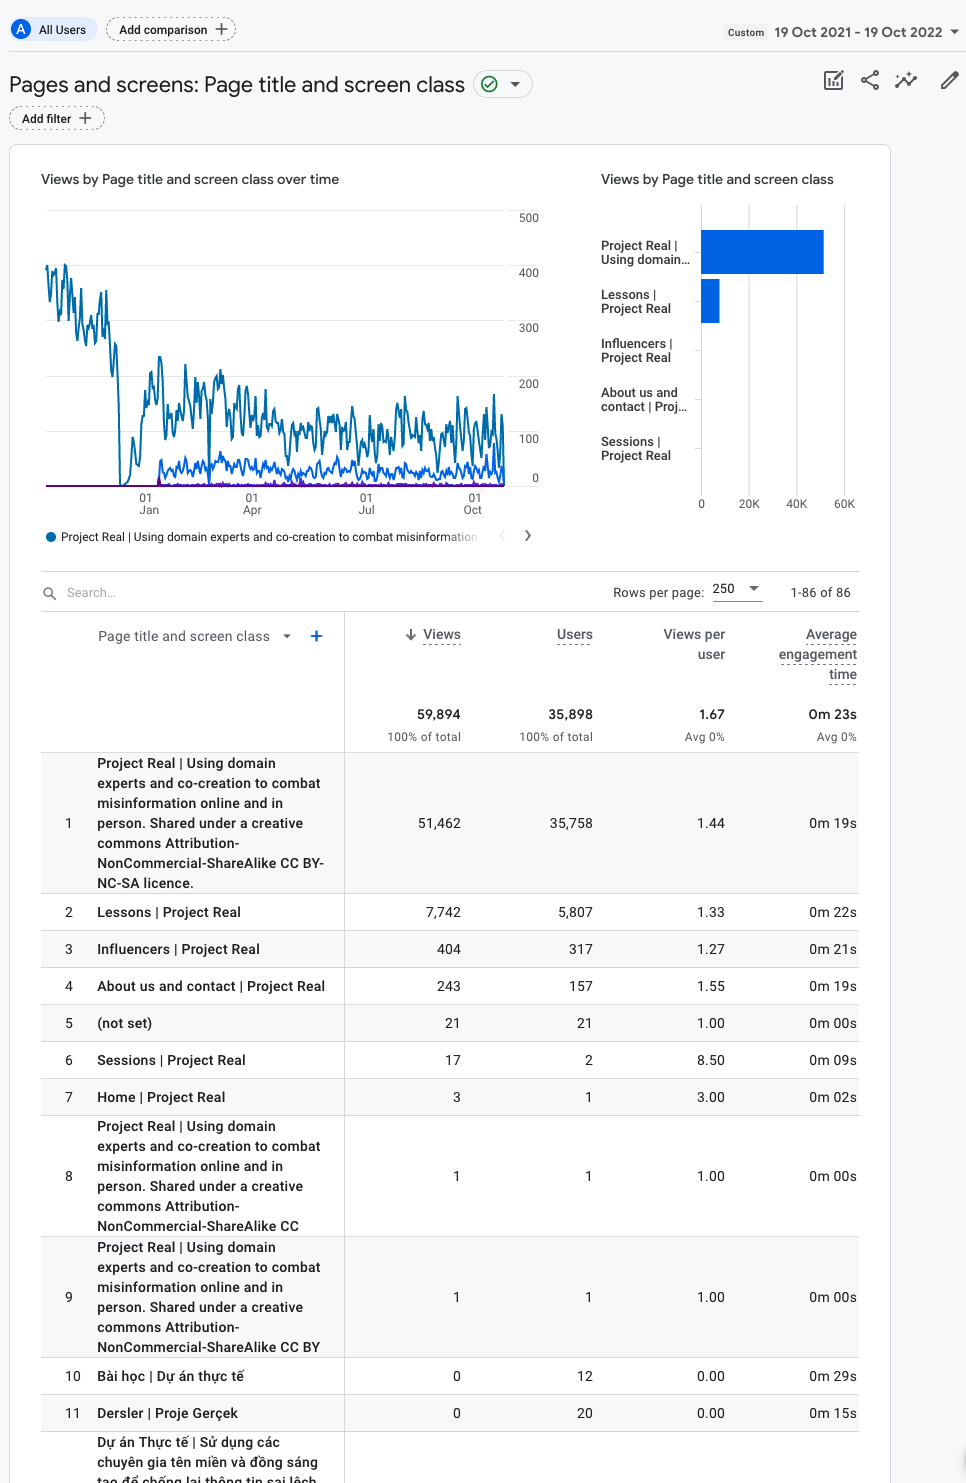 A All Users
Add comparison +
Custom 19 Oct 2021 - 19 Oct 2022
Pages and screens: Page title and screen class
Add filter +
Views by Page title and screen class over time
500
400
300
200
100
0
01 Jan
01 Apr
01 Jul
01 Oct
Project Real | Using domain experts and co-creation to combat misinformation
Views by Page title and screen class
Project Real |
Using domain...
Lessons |
Project Real
Influencers |
Project Real
About us and
contact | Proj...
Sessions |
Project Real
0 20K 40K 60K
Search...
Rows per page: 250 1-86 of 86
Page title and screen class +
Views
Users
Views per
user
Average
engagement
time
59,894 35,898 1.67 0m 23s
100% of total 100% of total Avg 0% Avg 0%
Project Real | Using domain
experts and co-creation to combat
misinformation online and in
1 person. Shared under a creative 51,462 35,758 1.44 0m 19s
commons Attribution-
NonCommercial-ShareAlike CC BY-
NC-SA licence.
2 Lessons | Project Real 7,742 5,807 1.33 0m 22s
3 Influencers | Project Real 404 317 1.27 0m 21s
4 About us and contact | Project Real 243 157 1.55 0m 19s
5 (not set) 21 21 1.00 0m 00s
6 Sessions | Project Real 17 2 8.50 0m 09s
7 Home | Project Real 3 1 3.00 0m 02s
Project Real | Using domain
experts and co-creation to combat
misinformation online and in
8 person. Shared under a creative 1 1 1.00 0m 00s
commons Attribution-
NonCommercial-ShareAlike CC
Project Real | Using domain
experts and co-creation to combat
misinformation online and in
9 person. Shared under a creative 1 1 1.00 0m 00s
commons Attribution-
NonCommercial-ShareAlike CC BY
10 Bài học | Dự án thực tế 0 12 0.00 0m 29s
11 Dersler | Proje Gerçek 0 20 0.00 0m 15s
Dự án Thực tế | Sử dụng các
chuyên gia tên miền và đồng sáng
tạo để chống lại thông tin sai lệch